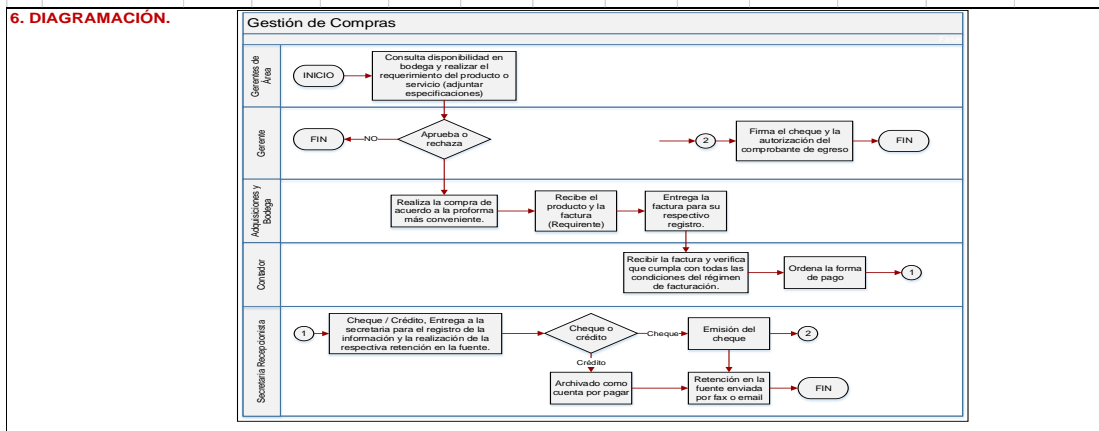 6. DIAGRAMACIÓN.
Gestión de Compras
Gerentes de
Área
INICIO
Consulta disponibilidad en
bodega y realizar el
requerimiento del producto o
servicio (adjuntar
especificaciones)
Gerente
FIN
NO
Aprueba o
rechaza
2
Firma el cheque y la
autorización del
comprobante de egreso
FIN
Adquisiciones y
Bodega
Realiza la compra de
acuerdo a la proforma
más conveniente.
Recibe el
producto y la
factura
(Requirente)
Entrega la
factura para su
respectivo
registro.
Contador
Recibir la factura y verifica
que cumpla con todas las
condiciones del régimen
de facturación.
Ordena la forma
de pago
1
Secretaria Recepcionista
1
Cheque / Crédito, Entrega a la
secretaria para el registro de la
información y la realización de la
respectiva retención en la fuente.
Cheque o
crédito
Cheque
Emisión del
cheque
2
Crédito
Archivado como
cuenta por pagar
Retención en la
fuente enviada
por fax o email
FIN